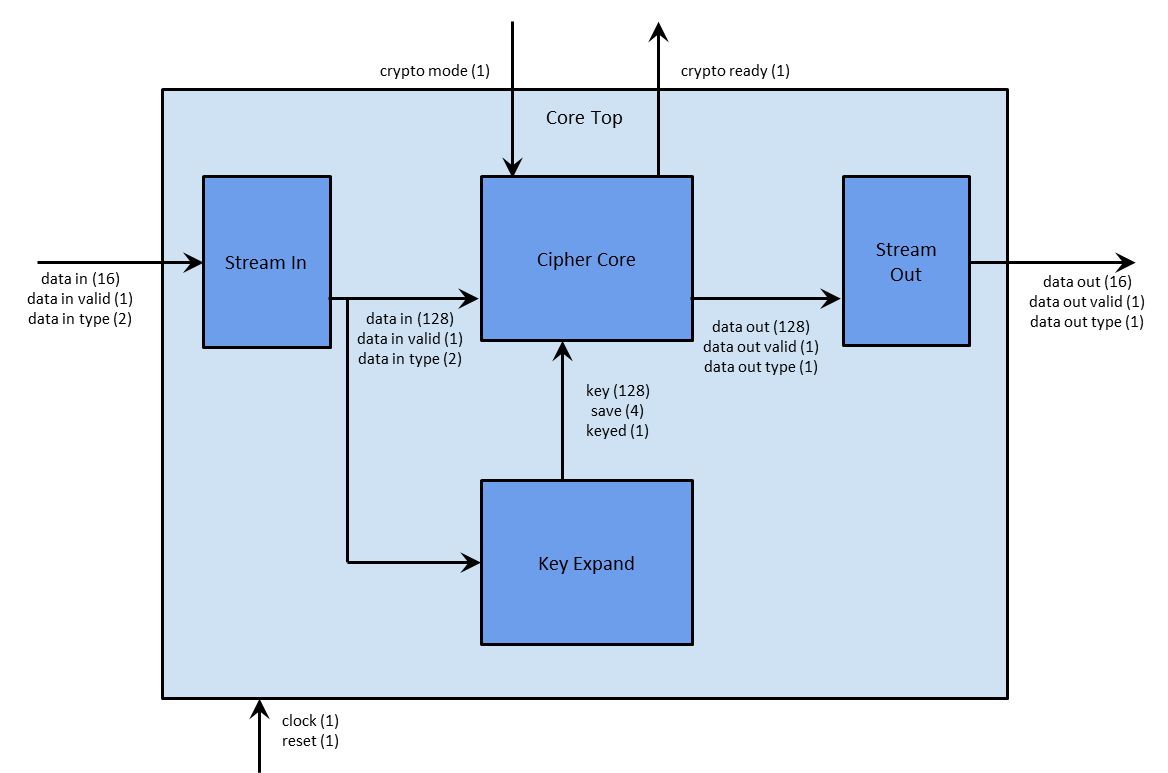 crypto mode (1)
crypto ready (1)
Core Top
Stream In
Cipher Core
Stream
Out
data in (16)
data in valid (1)
data in type (2)
data in (128)
data in valid (1)
data in type (2)
data out (128)
data out valid (1)
data out type (1)
data out (16)
data out valid (1)
data out type (1)
key (128)
save (4)
keyed (1)
Key Expand
clock (1)
reset (1)